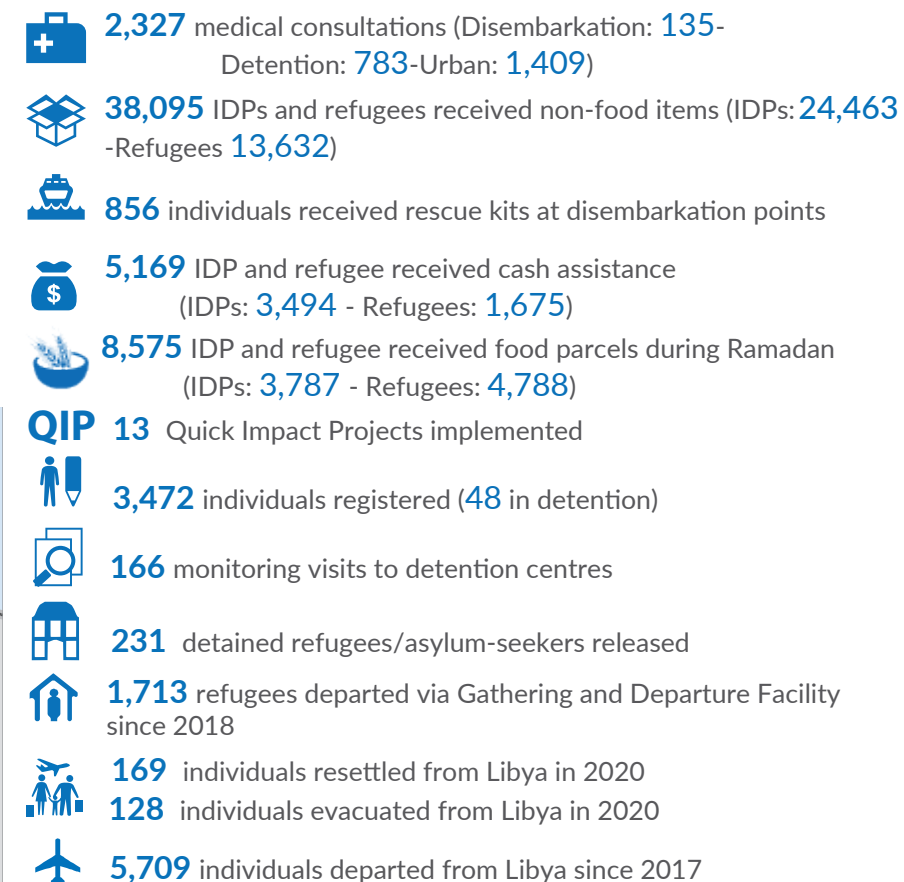 2,327 medical consultations (Disembarkation: 135-
Detention: 783-Urban: 1,409)
38,095 IDPs and refugees received non-food items (IDPs: 24,463
-Refugees 13,632)
856 individuals received rescue kits at disembarkation points
5,169 IDP and refugee received cash assistance
(IDPs: 3,494 - Refugees: 1,675)
$
8,575 IDP and refugee received food parcels during Ramadan
(IDPs: 3,787 - Refugees: 4,788)
QIP 13 Quick Impact Projects implemented
3,472 individuals registered (48 in detention)
166 monitoring visits to detention centres
231 detained refugees/asylum-seekers released
1,713 refugees departed via Gathering and Departure Facility
since 2018
169 individuals resettled from Libya in 2020
128 individuals evacuated from Libya in 2020
5,709 individuals departed from Libya since 2017